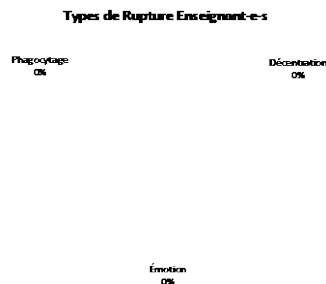 Types de Rupture Enseignant-e-s
Phagocytage
0%
Décentration
0%
Émotion
0%